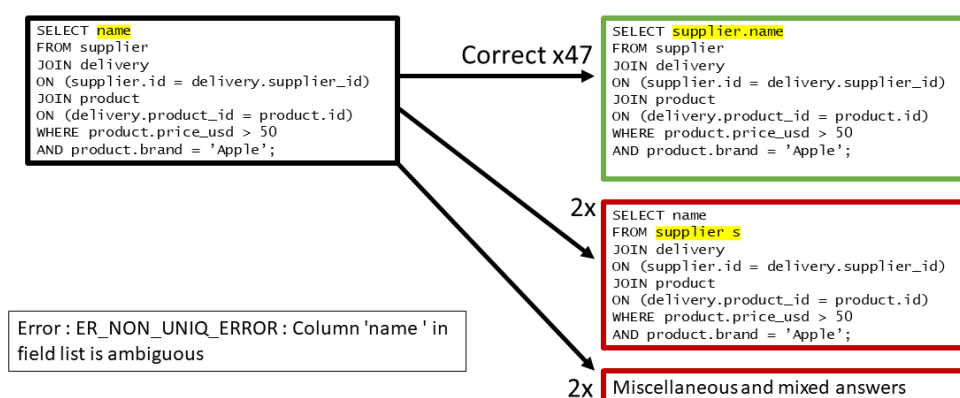 SELECT name
FROM supplier
JOIN delivery
ON (supplier.id = delivery.supplier_id)
JOIN product
ON (delivery.product_id = product.id)
WHERE product.price_usd > 50
AND product.brand = ’Apple’;
Correct x47
SELECT supplier.name
FROM supplier
JOIN delivery
ON (supplier.id = delivery.supplier_id)
JOIN product
ON (delivery.product_id = product.id)
WHERE product.price_usd > 50
AND product.brand = ’Apple’;
2x
SELECT name
FROM supplier s
JOIN delivery
ON (supplier.id = delivery.supplier_id)
JOIN product
ON (delivery.product_id = product.id)
WHERE product.price_usd > 50
AND product.brand = ’Apple’;
Error : ER_NON_UNIQ_ERROR : Column 'name ' in
field list is ambiguous
2x
Miscellaneous and mixed answers